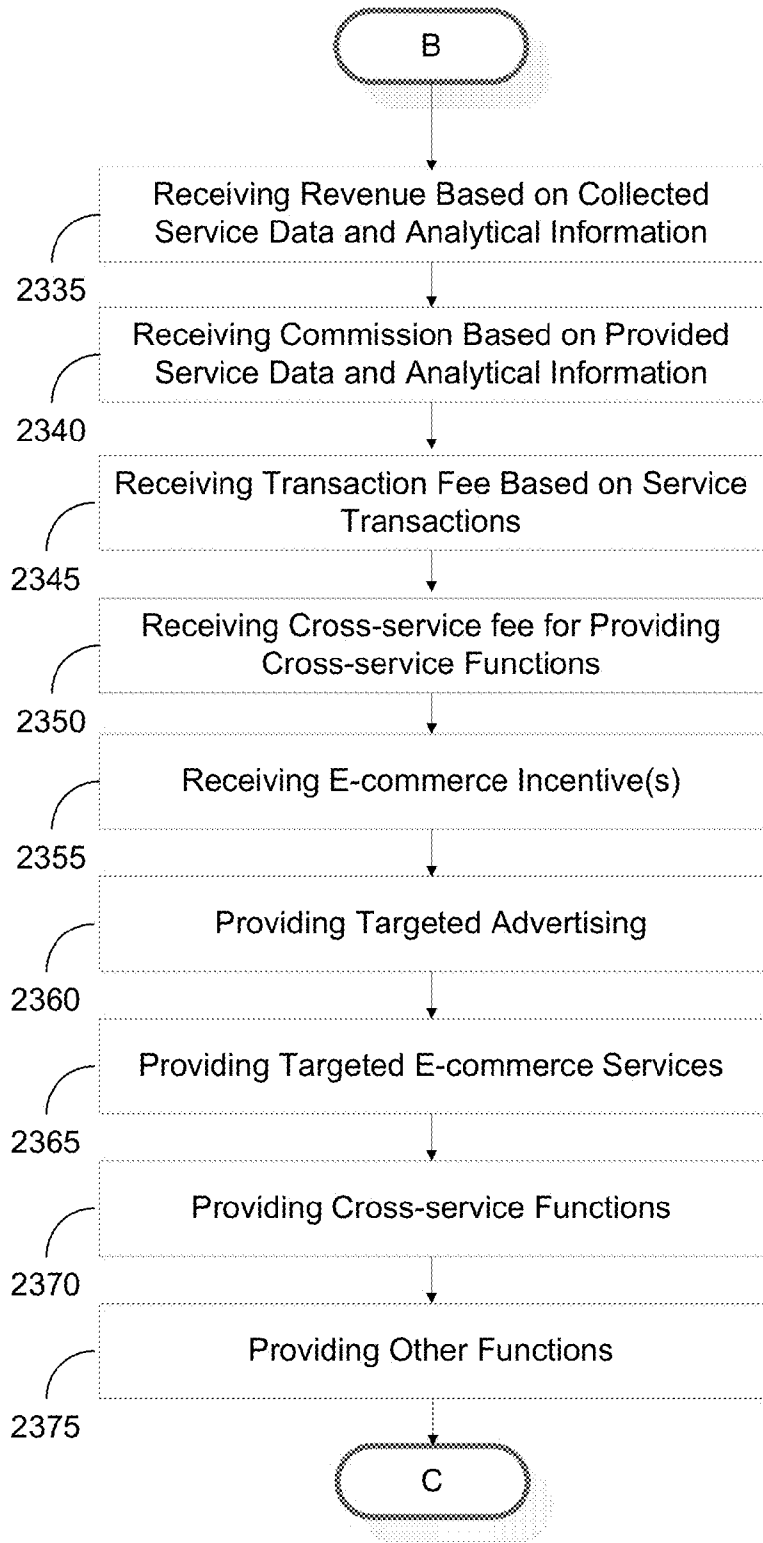 B
Receiving Revenue Based on Collected
Service Data and Analytical Information
2335
Receiving Commission Based on Provided
Service Data and Analytical Information
2340
Receiving Transaction Fee Based on Service
Transactions
2345
Receiving Cross-service fee for Providing
Cross-service Functions
2350
Receiving E-commerce Incentive(s)
2355
Providing Targeted Advertising
2360
Providing Targeted E-commerce Services
2365
Providing Cross-service Functions
2370
Providing Other Functions
2375
C